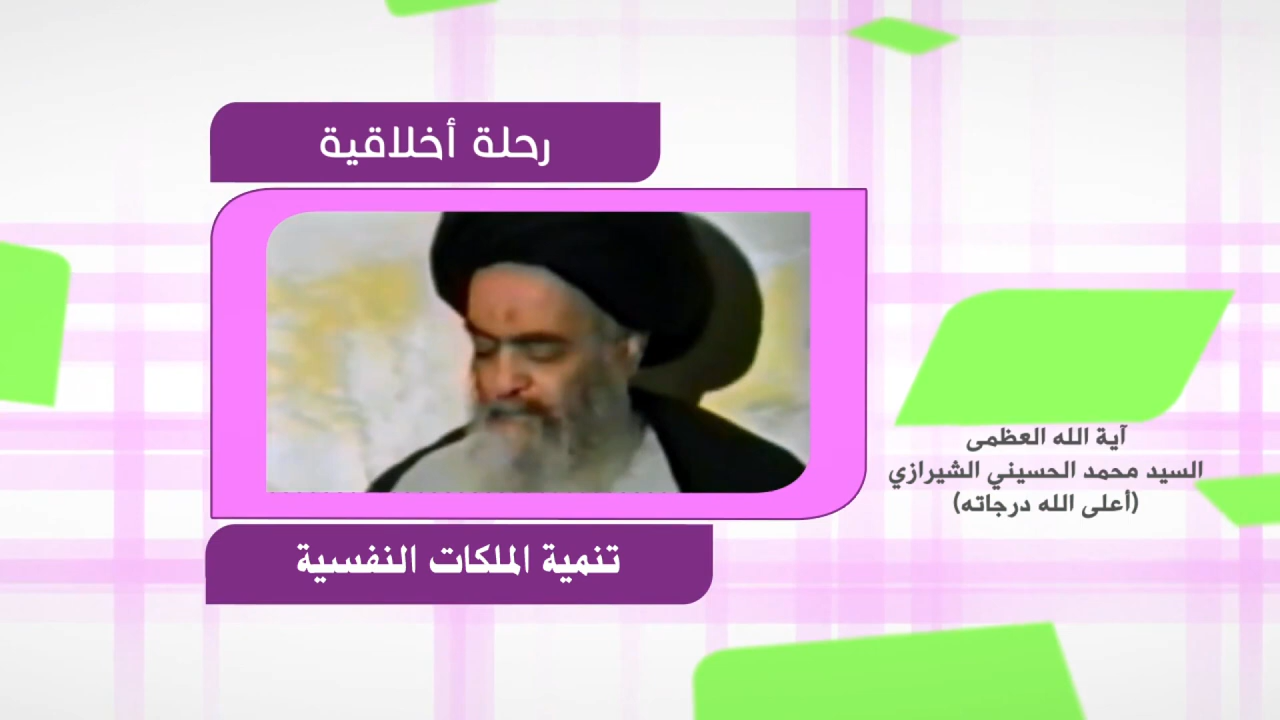 رحلة أخلاقية
آية الله العظمى
السيد محمد الحسيني الشيرازي
(أعلى الله درجاته)
تنمية الملكات النفسية